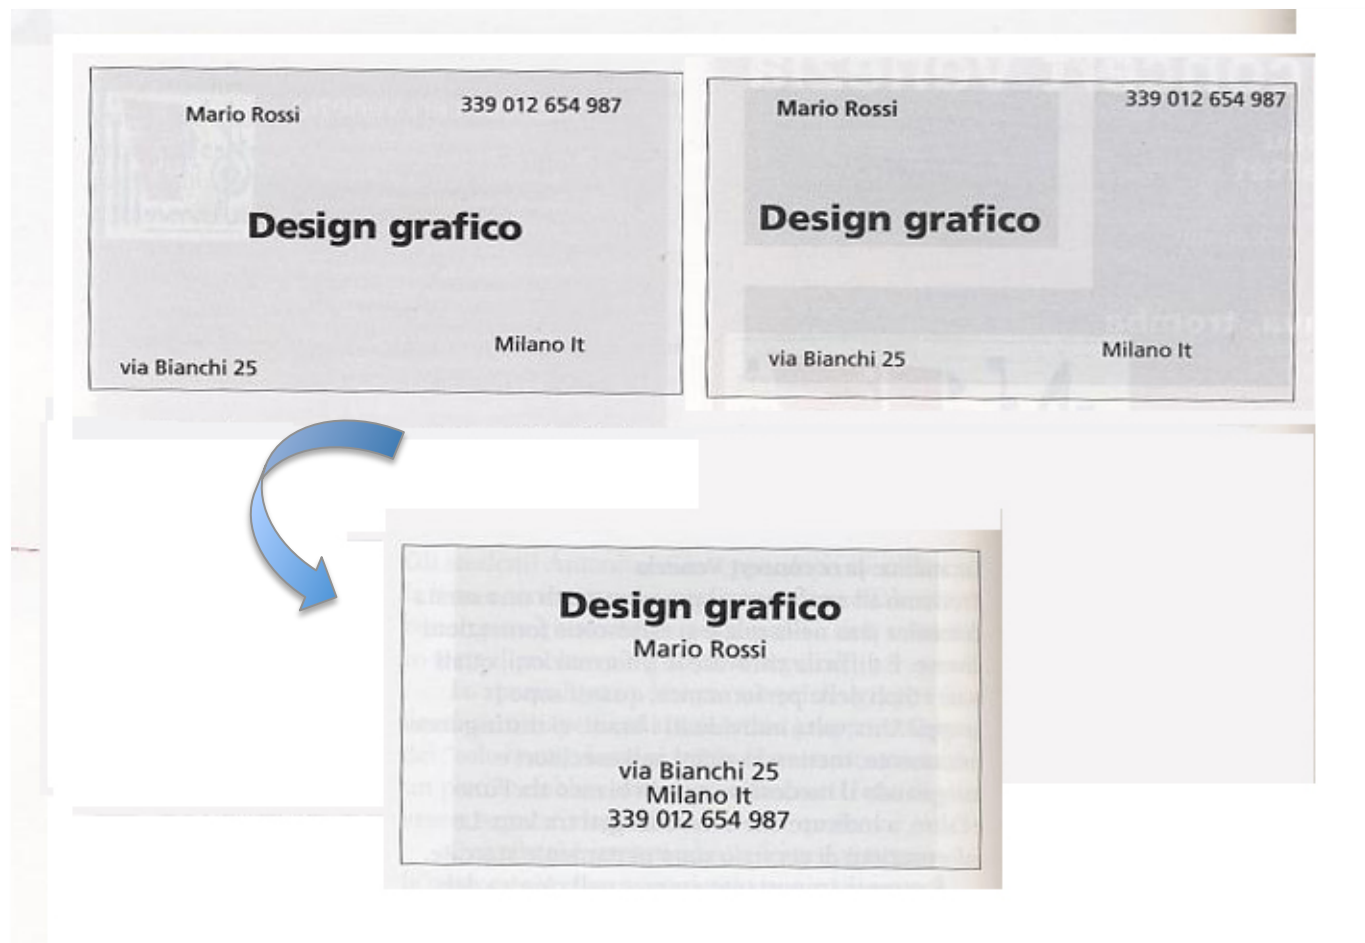 Mario Rossi
339 012 654 987
Design grafico
Milano It
via Bianchi 25
Mario Rossi
339 012 654 987
Design grafico
Milano It
via Bianchi 25
Design grafico
Mario Rossi
via Bianchi 25
Milano It
339 012 654 987